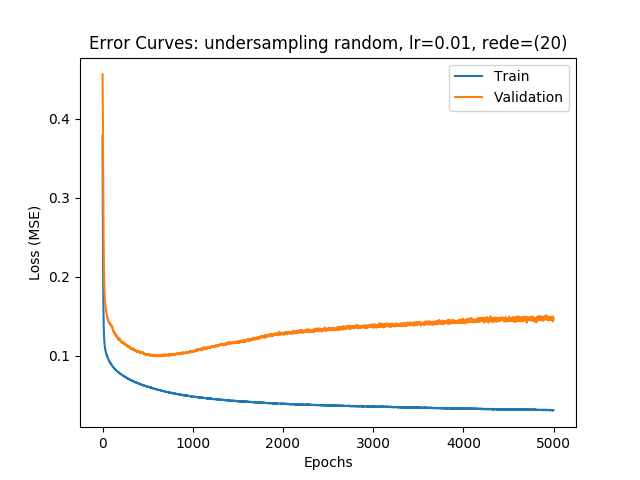 Error Curves: undersampling random, lr=0.01, rede=(20)
Train
Validation
0.4
0.3
0.2
0.1
Loss (MSE)
0 1000 2000 3000 4000 5000
Epochs